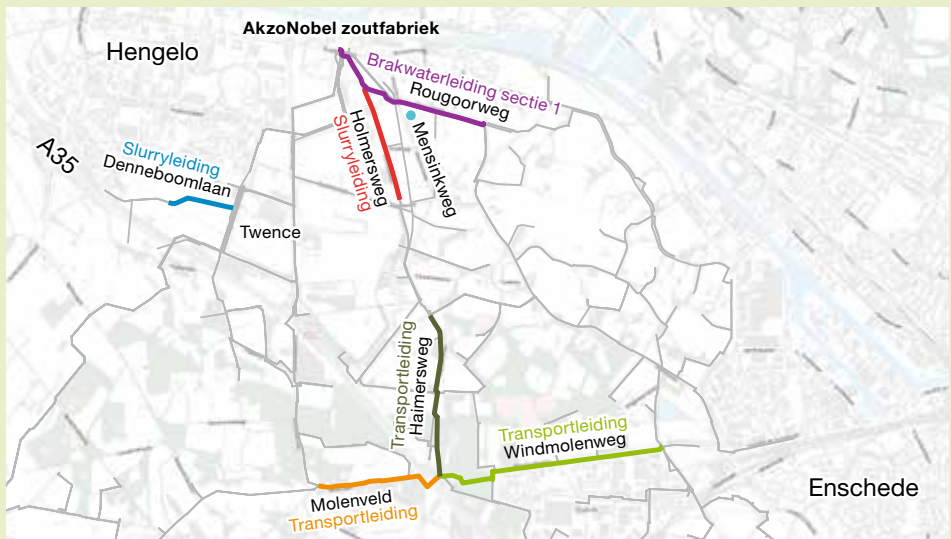 AkzoNobel zoutfabriek
Hengelo
Brakwaterleiding sectie 1
Rougoorweg
A35
Slurryleiding
Denneboomlaan
Holmersweg
Slurryleiding
Mensinkweg
Twence
Transportleiding
Haimersweg
Transportleiding
Windmolenweg
Molenveld
Transportleiding
Enschede